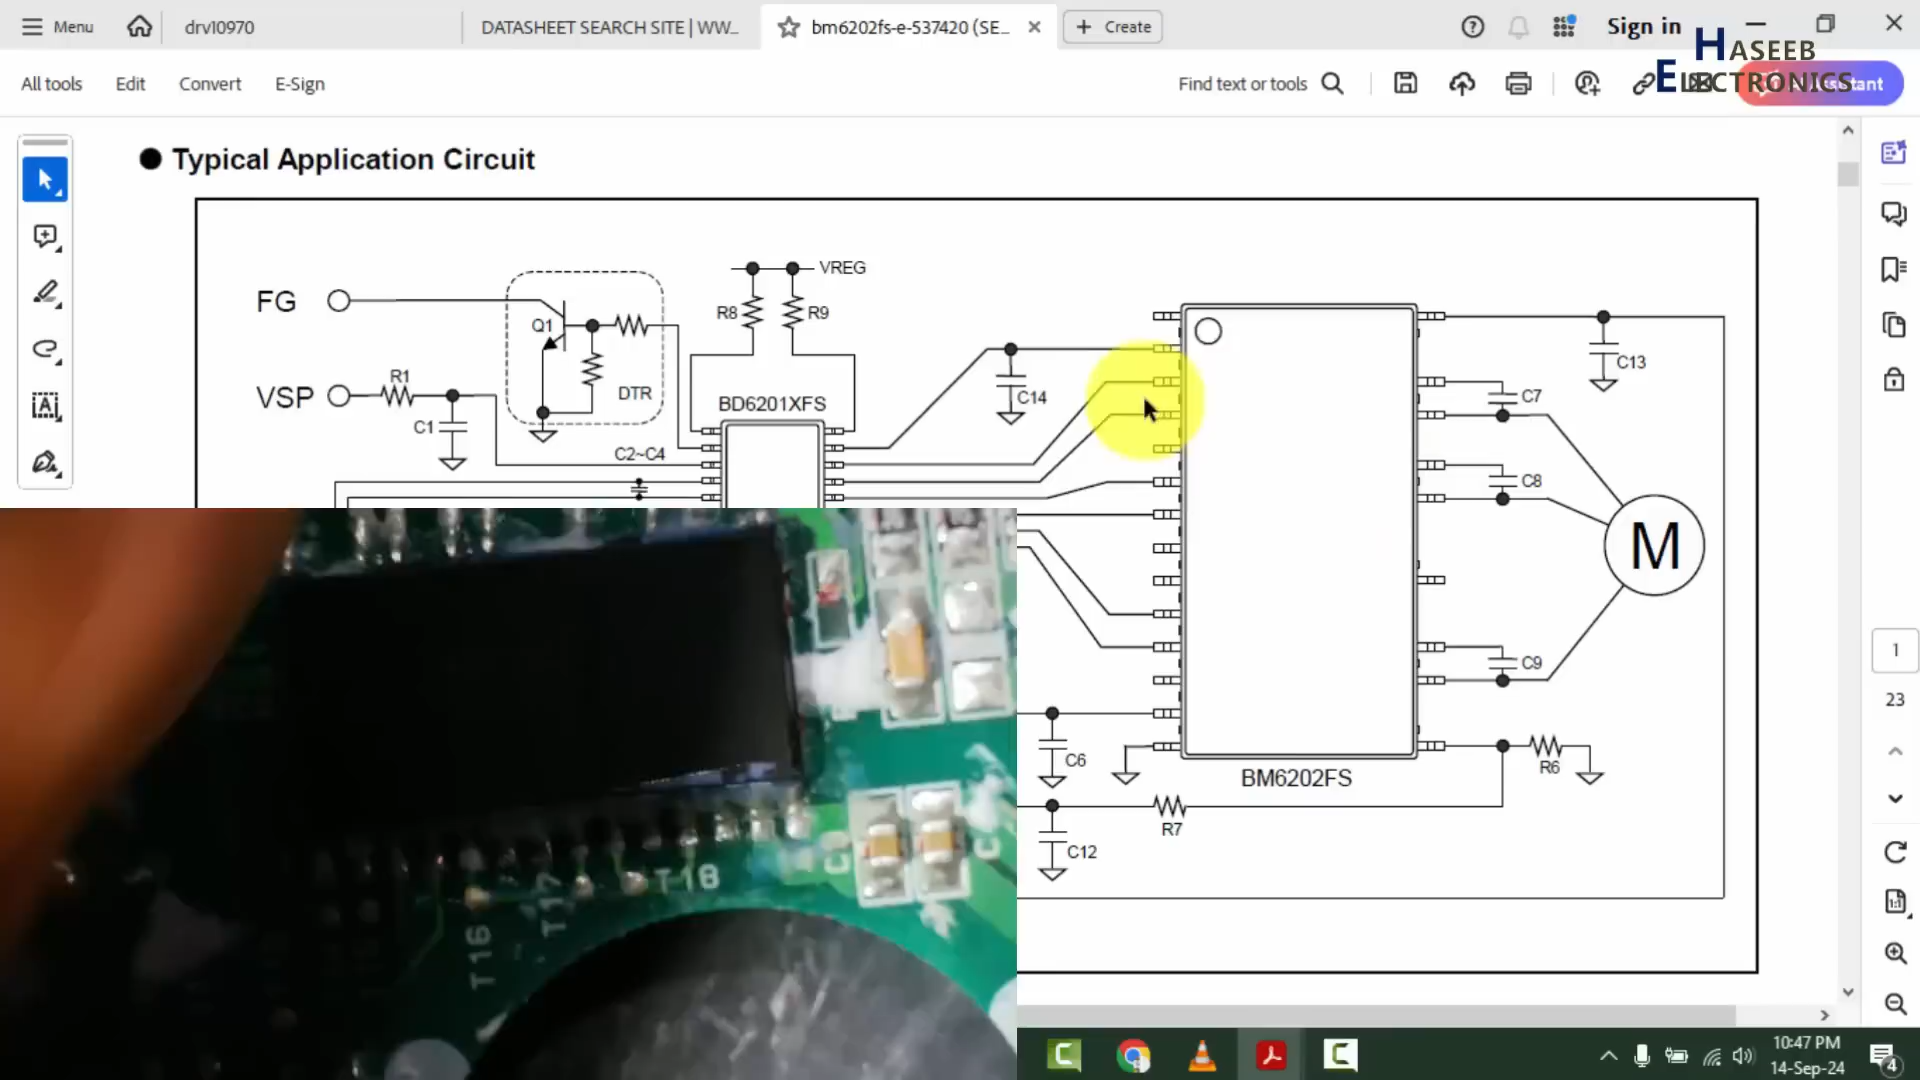 Menu
drv10970
DATASHEET SEARCH SITE | WW...
bm6202fs-e-537420 (SE...
Create
Sign in
HASEEB
ELECTRONICS
All tools
Edit
Convert
E-Sign
Find text or tools
Assistant
Typical Application Circuit
FG
Q1
DTR
R8
R9
VREG
VSP
R1
C1
BD6201XFS
C2~C4
C14
C13
C7
C8
M
C9
C6
BM6202FS
R6
R7
C12
1
23
T18
T17
T16
10:47 PM
14-Sep-24
4